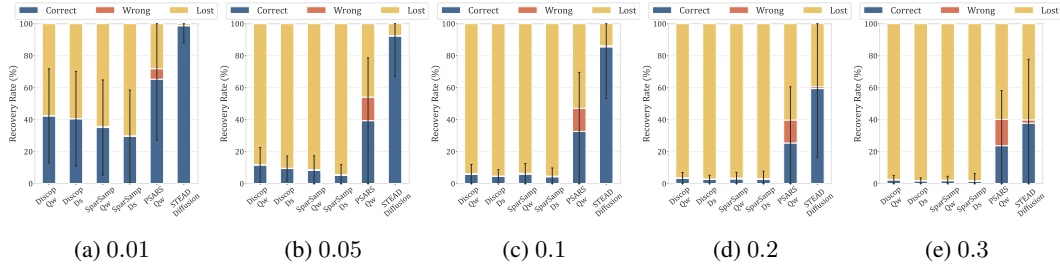 Correct Wrong Lost
Recovery Rate (%)
100
80
60
40
20
0
Discop Qw
Discop Ds
SparSamp Qw
SparSamp Ds
PSARS Qw
STEAD Diffusion
(a) 0.01
Correct Wrong Lost
Recovery Rate (%)
100
80
60
40
20
0
Discop Qw
Discop Ds
SparSamp Qw
SparSamp Ds
PSARS Qw
STEAD Diffusion
(b) 0.05
Correct Wrong Lost
Recovery Rate (%)
100
80
60
40
20
0
Discop Qw
Discop Ds
SparSamp Qw
SparSamp Ds
PSARS Qw
STEAD Diffusion
(c) 0.1
Correct Wrong Lost
Recovery Rate (%)
100
80
60
40
20
0
Discop Qw
Discop Ds
SparSamp Qw
SparSamp Ds
PSARS Qw
STEAD Diffusion
(d) 0.2
Correct Wrong Lost
Recovery Rate (%)
100
80
60
40
20
0
Discop Qw
Discop Ds
SparSamp Qw
SparSamp Ds
PSARS Qw
STEAD Diffusion
(e) 0.3